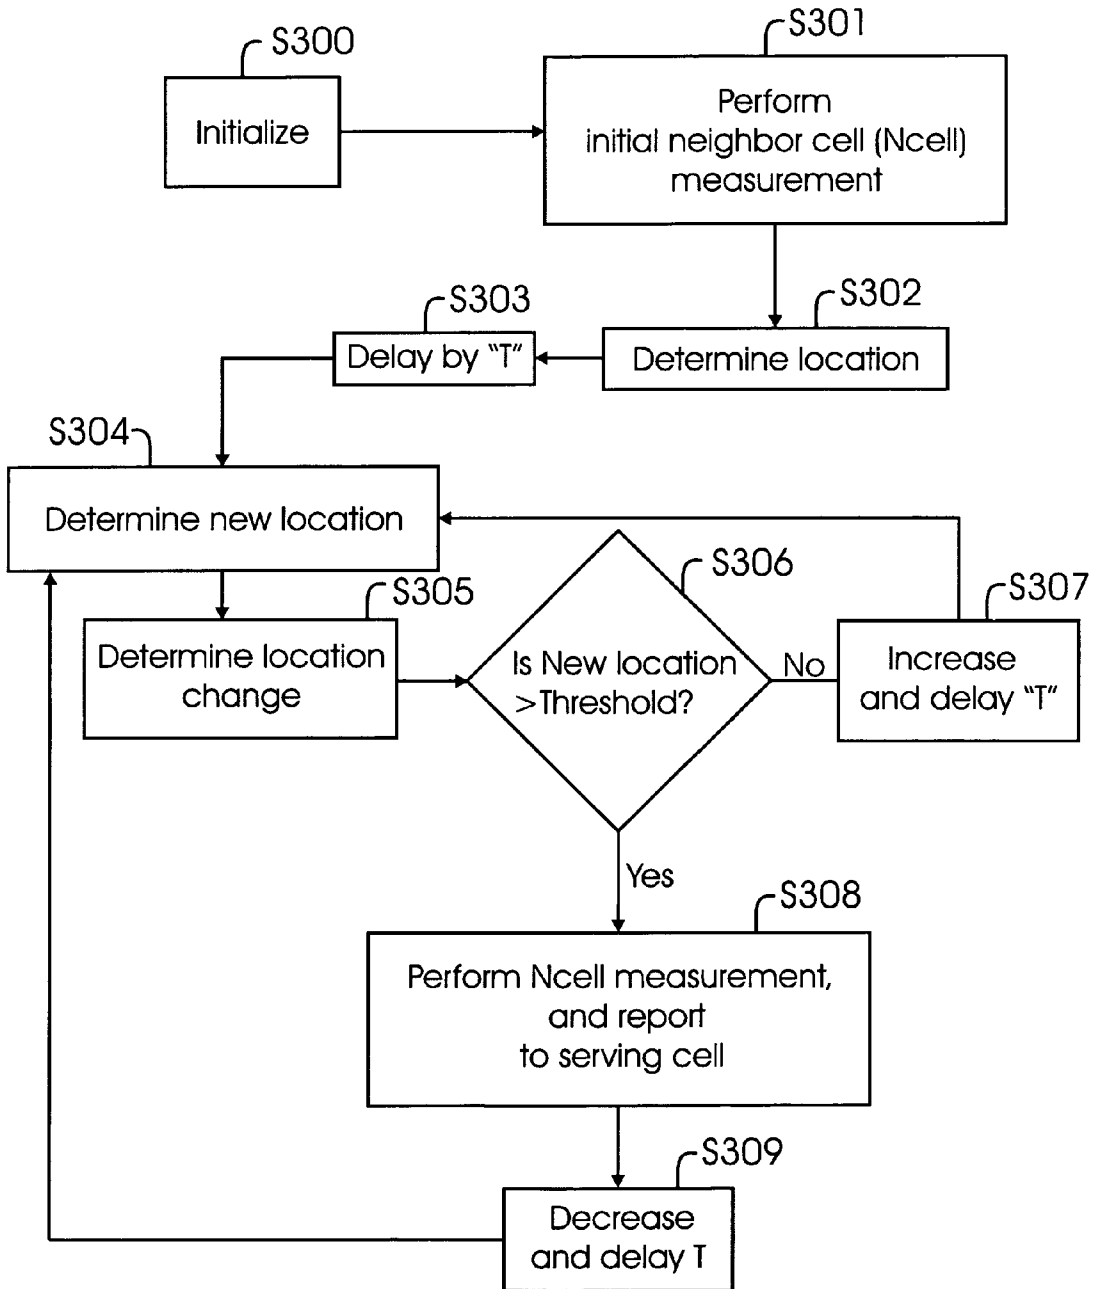 S300
Initialize
S301
Perform
initial neighbor cell (Ncell)
measurement
S302
Determine location
S303
Delay by "T"
S304
Determine new location
S305
Determine location
change
S306
Is New location
>Threshold?
No
S307
Increase
and delay "T"
Yes
S308
Perform Ncell measurement,
and report
to serving cell
S309
Decrease
and delay T